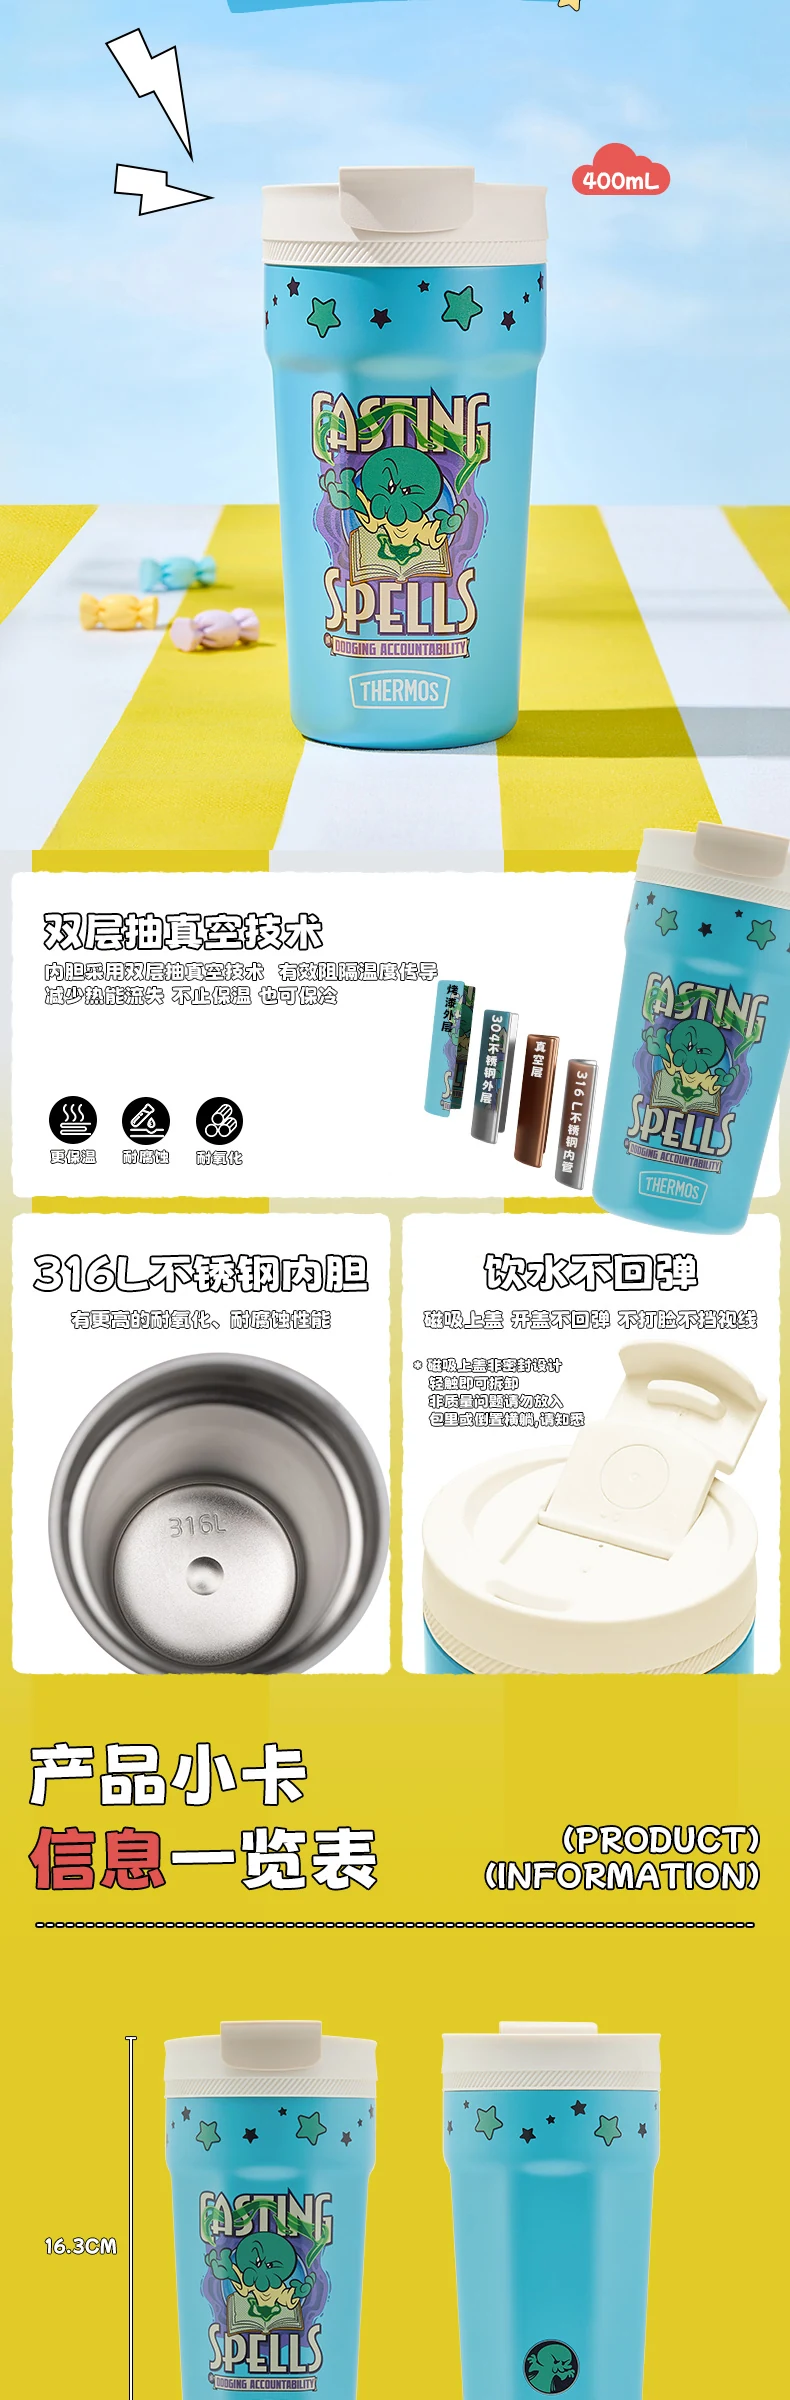 400mL
CASTING
SPELLS
DODGING ACCOUNTABILITY
THERMOS
双层抽真空技术
内胆采用双层抽真空技术 有效阻隔温度传导
减少热能流失 不止保温 也可保冷
烤漆外层
304不锈钢外层
真空层
316 L不锈钢内管
更保温
耐腐蚀
耐氧化
CASTING
SPELLS
DODGING ACCOUNTABILITY
THERMOS
316L不锈钢内胆
有更高的耐氧化、耐腐蚀性能
316L
饮水不回弹
磁吸上盖 开盖不回弹 不打脸不挡视线
* 磁吸上盖非密封设计
轻触即可拆卸
非质量问题请勿放入
包里或倒置横躺,请知悉
产品小卡
信息一览表
(PRODUCT)
(INFORMATION)
16.3CM
CASTING
SPELLS
DODGING ACCOUNTABILITY